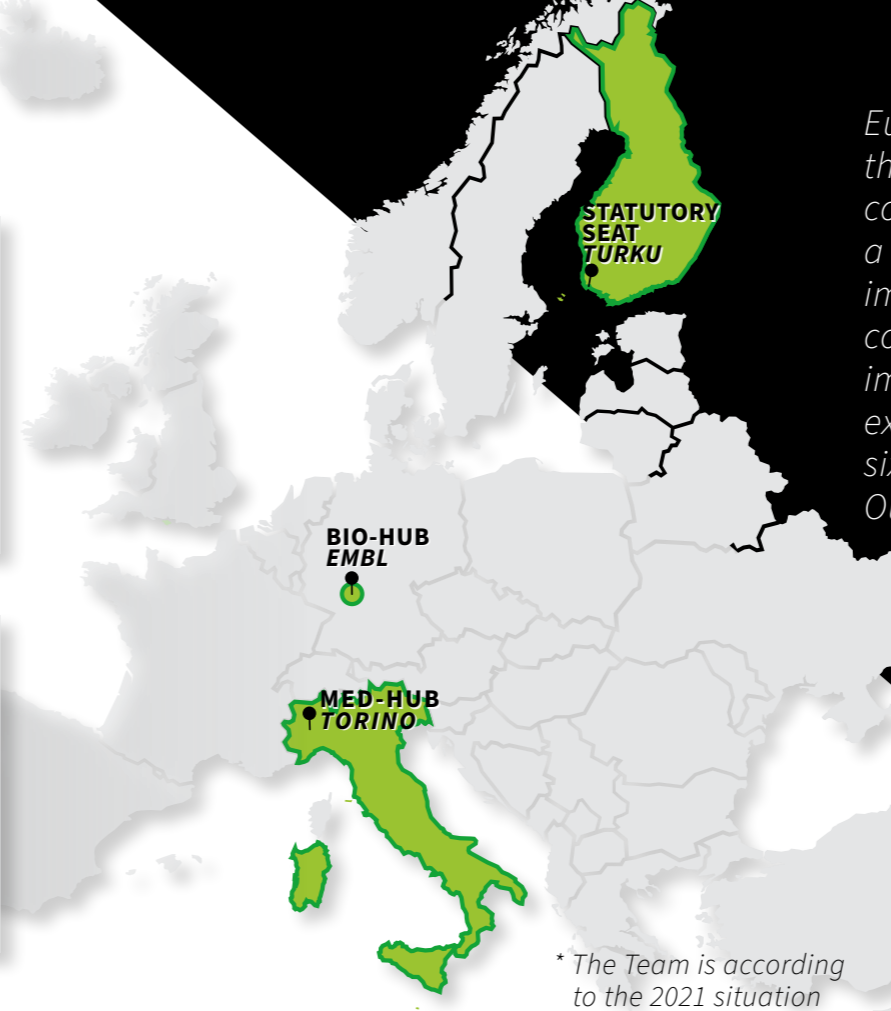 STATUTORY
SEAT
TURKU
BIO-HUB
EMBL
MED-HUB
TORINO
* The Team is according
to the 2021 situation
a